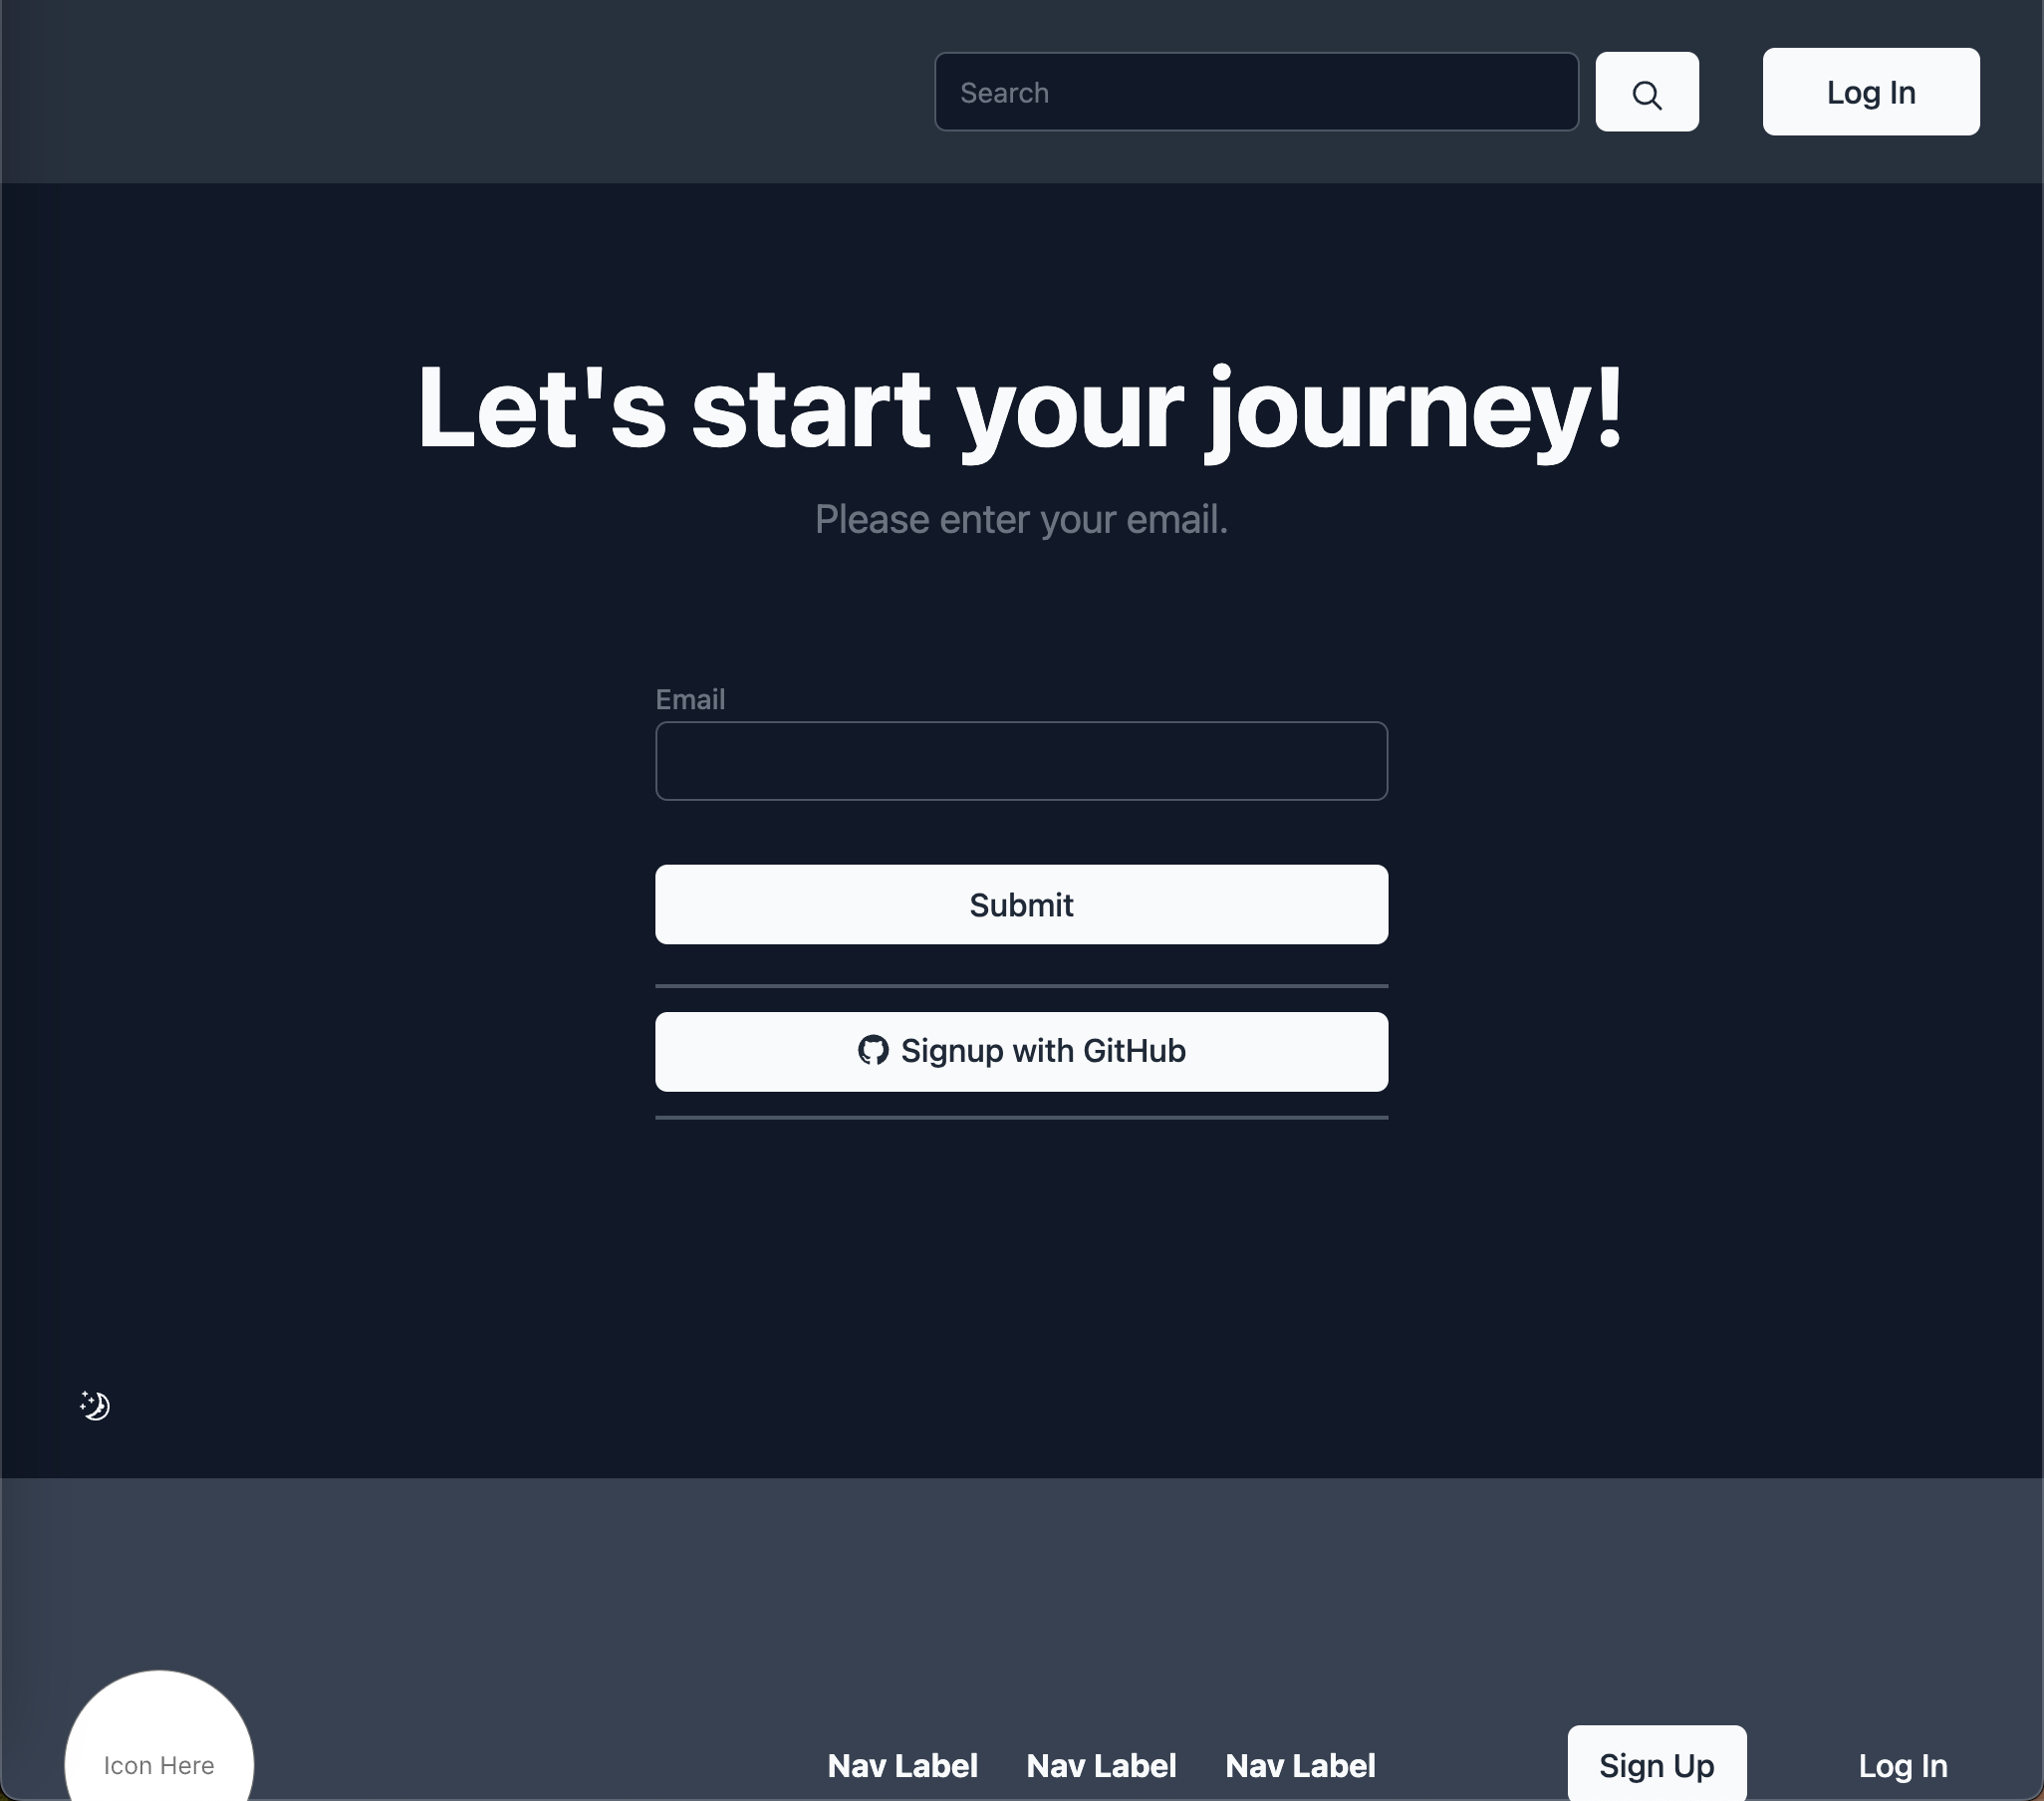 Search
Log In
Let's start your journey!
Please enter your email.
Email
Submit
Signup with GitHub
Icon Here
Nav Label Nav Label Nav Label
Sign Up
Log In